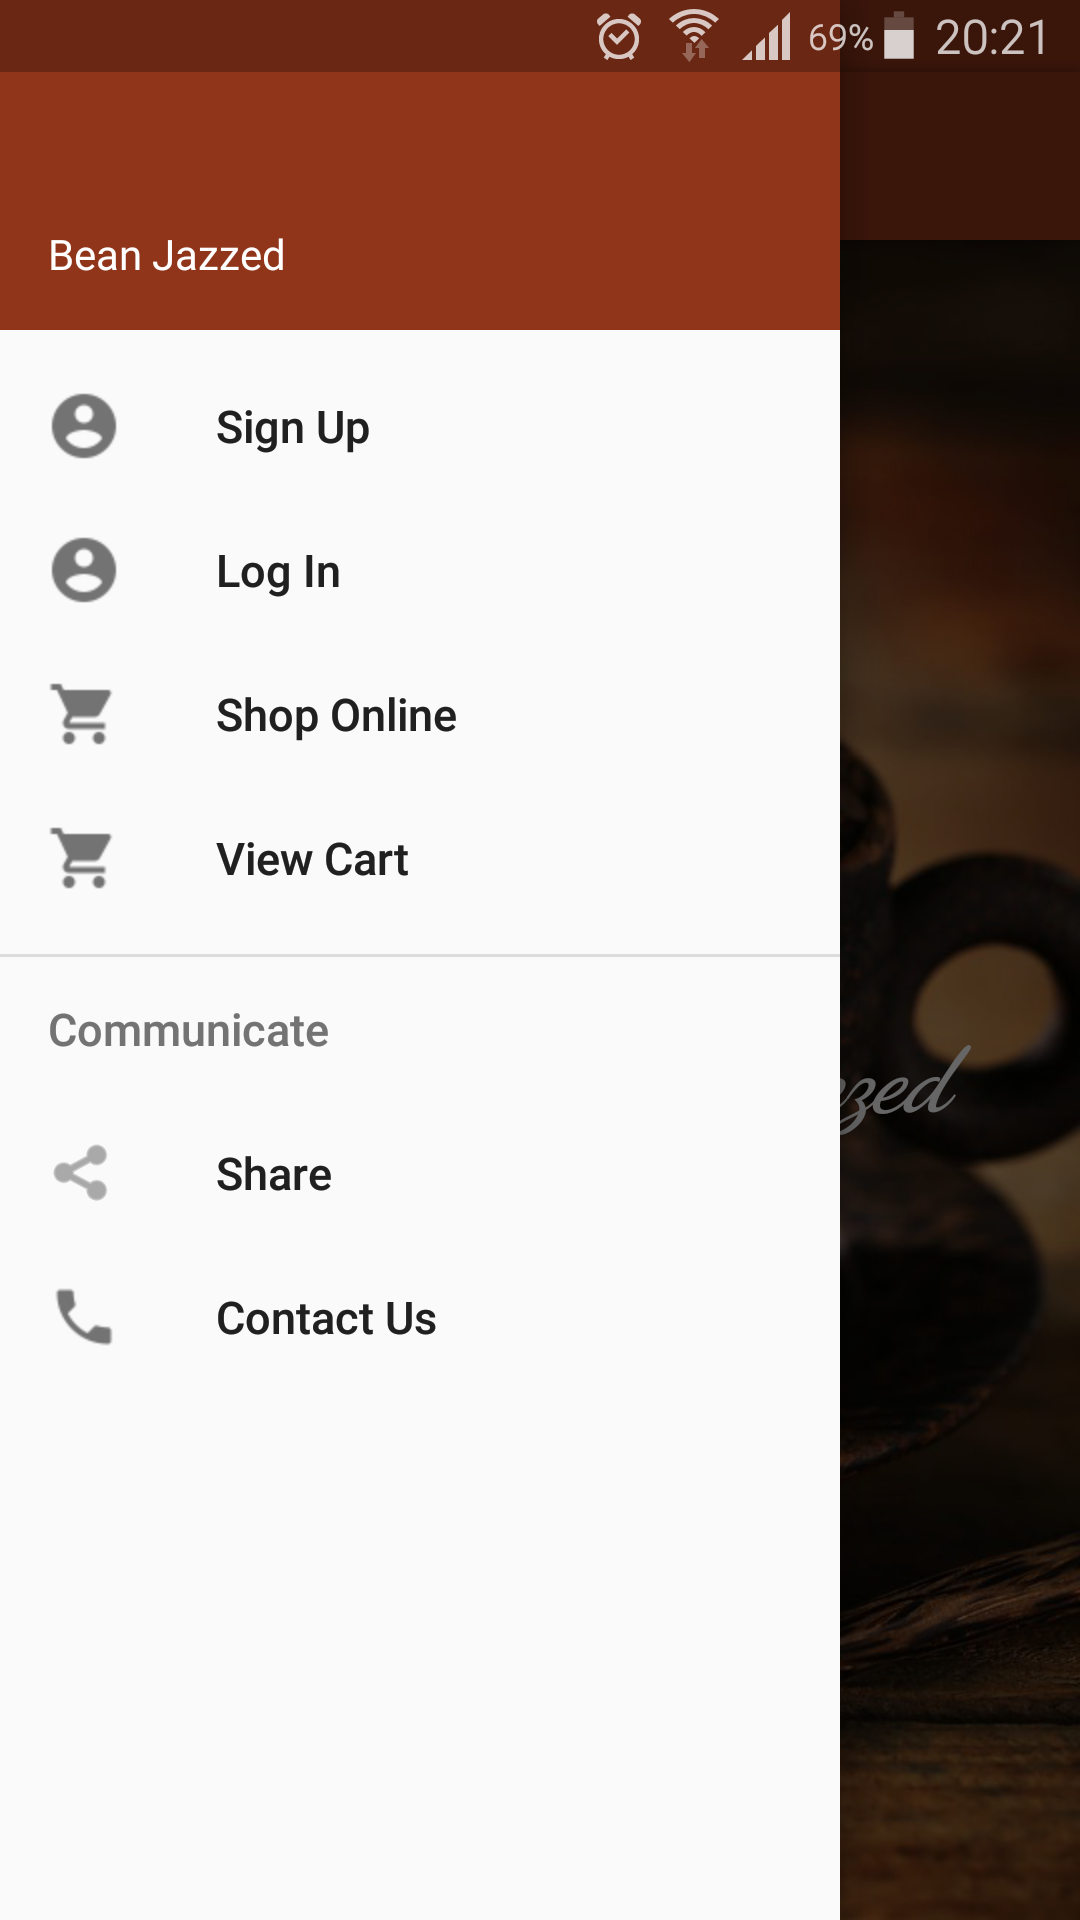 69% 20:21
Bean Jazzed
Sign Up
Log In
Shop Online
View Cart
Communicate
zed
Share
Contact Us